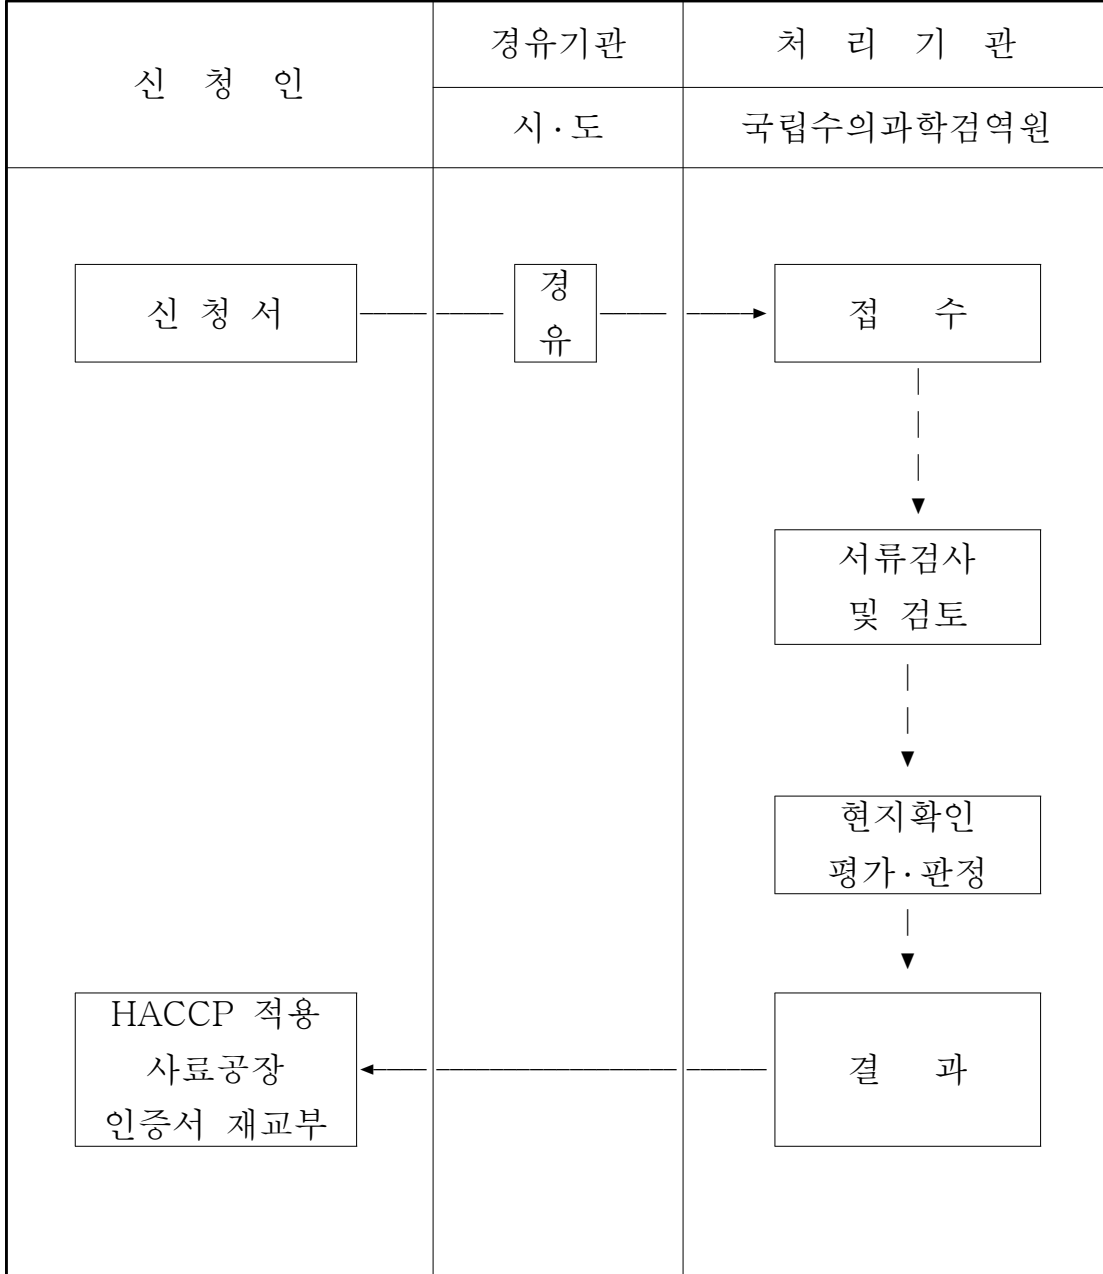 신 청 인
경유기관
처 리 기 관
시·도
국립수의과학검역원
신 청 서
경
유
접 수
서류검사
및 검토
현지확인
평가·판정
HACCP 적용
사료공장
인증서 재교부
결 과